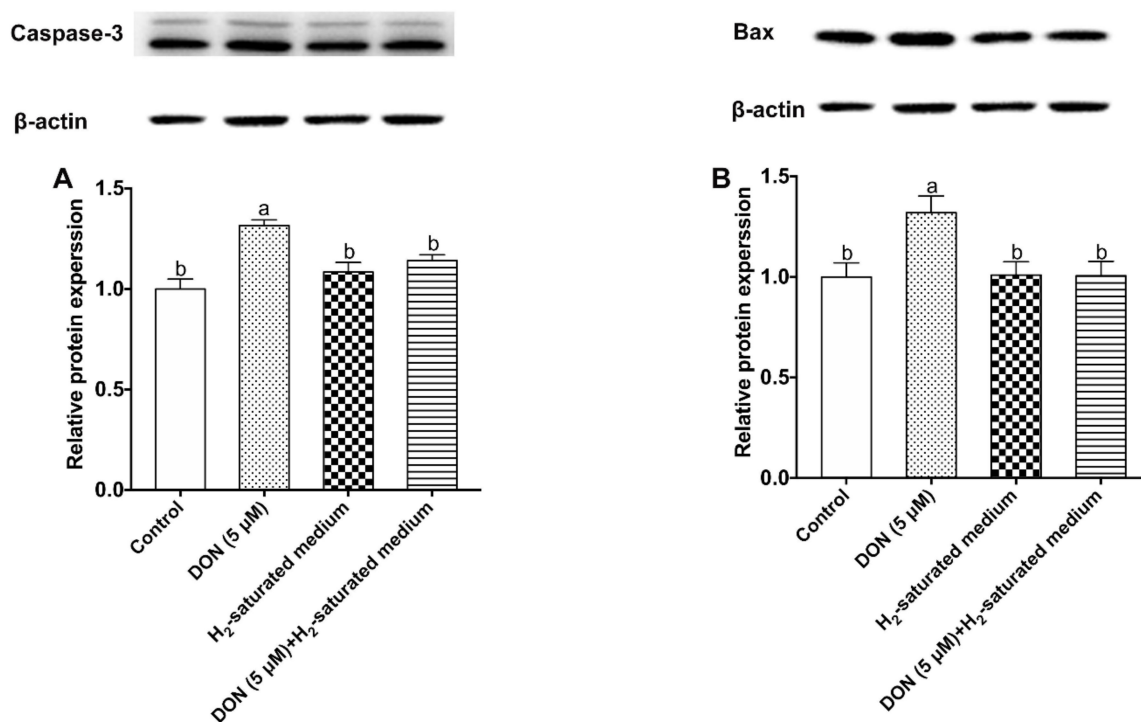 Caspase-3
β-actin
A
Relative protein experssion
1.5
1.0
0.5
0.0
b
a
b
b
Control
DON (5 μM)
H₂-saturated medium
DON (5 μM)+H₂-saturated medium
Bax
β-actin
B
Relative protein experssion
1.5
1.0
0.5
0.0
b
a
b
b
Control
DON (5 μM)
H₂-saturated medium
DON (5 μM)+H₂-saturated medium